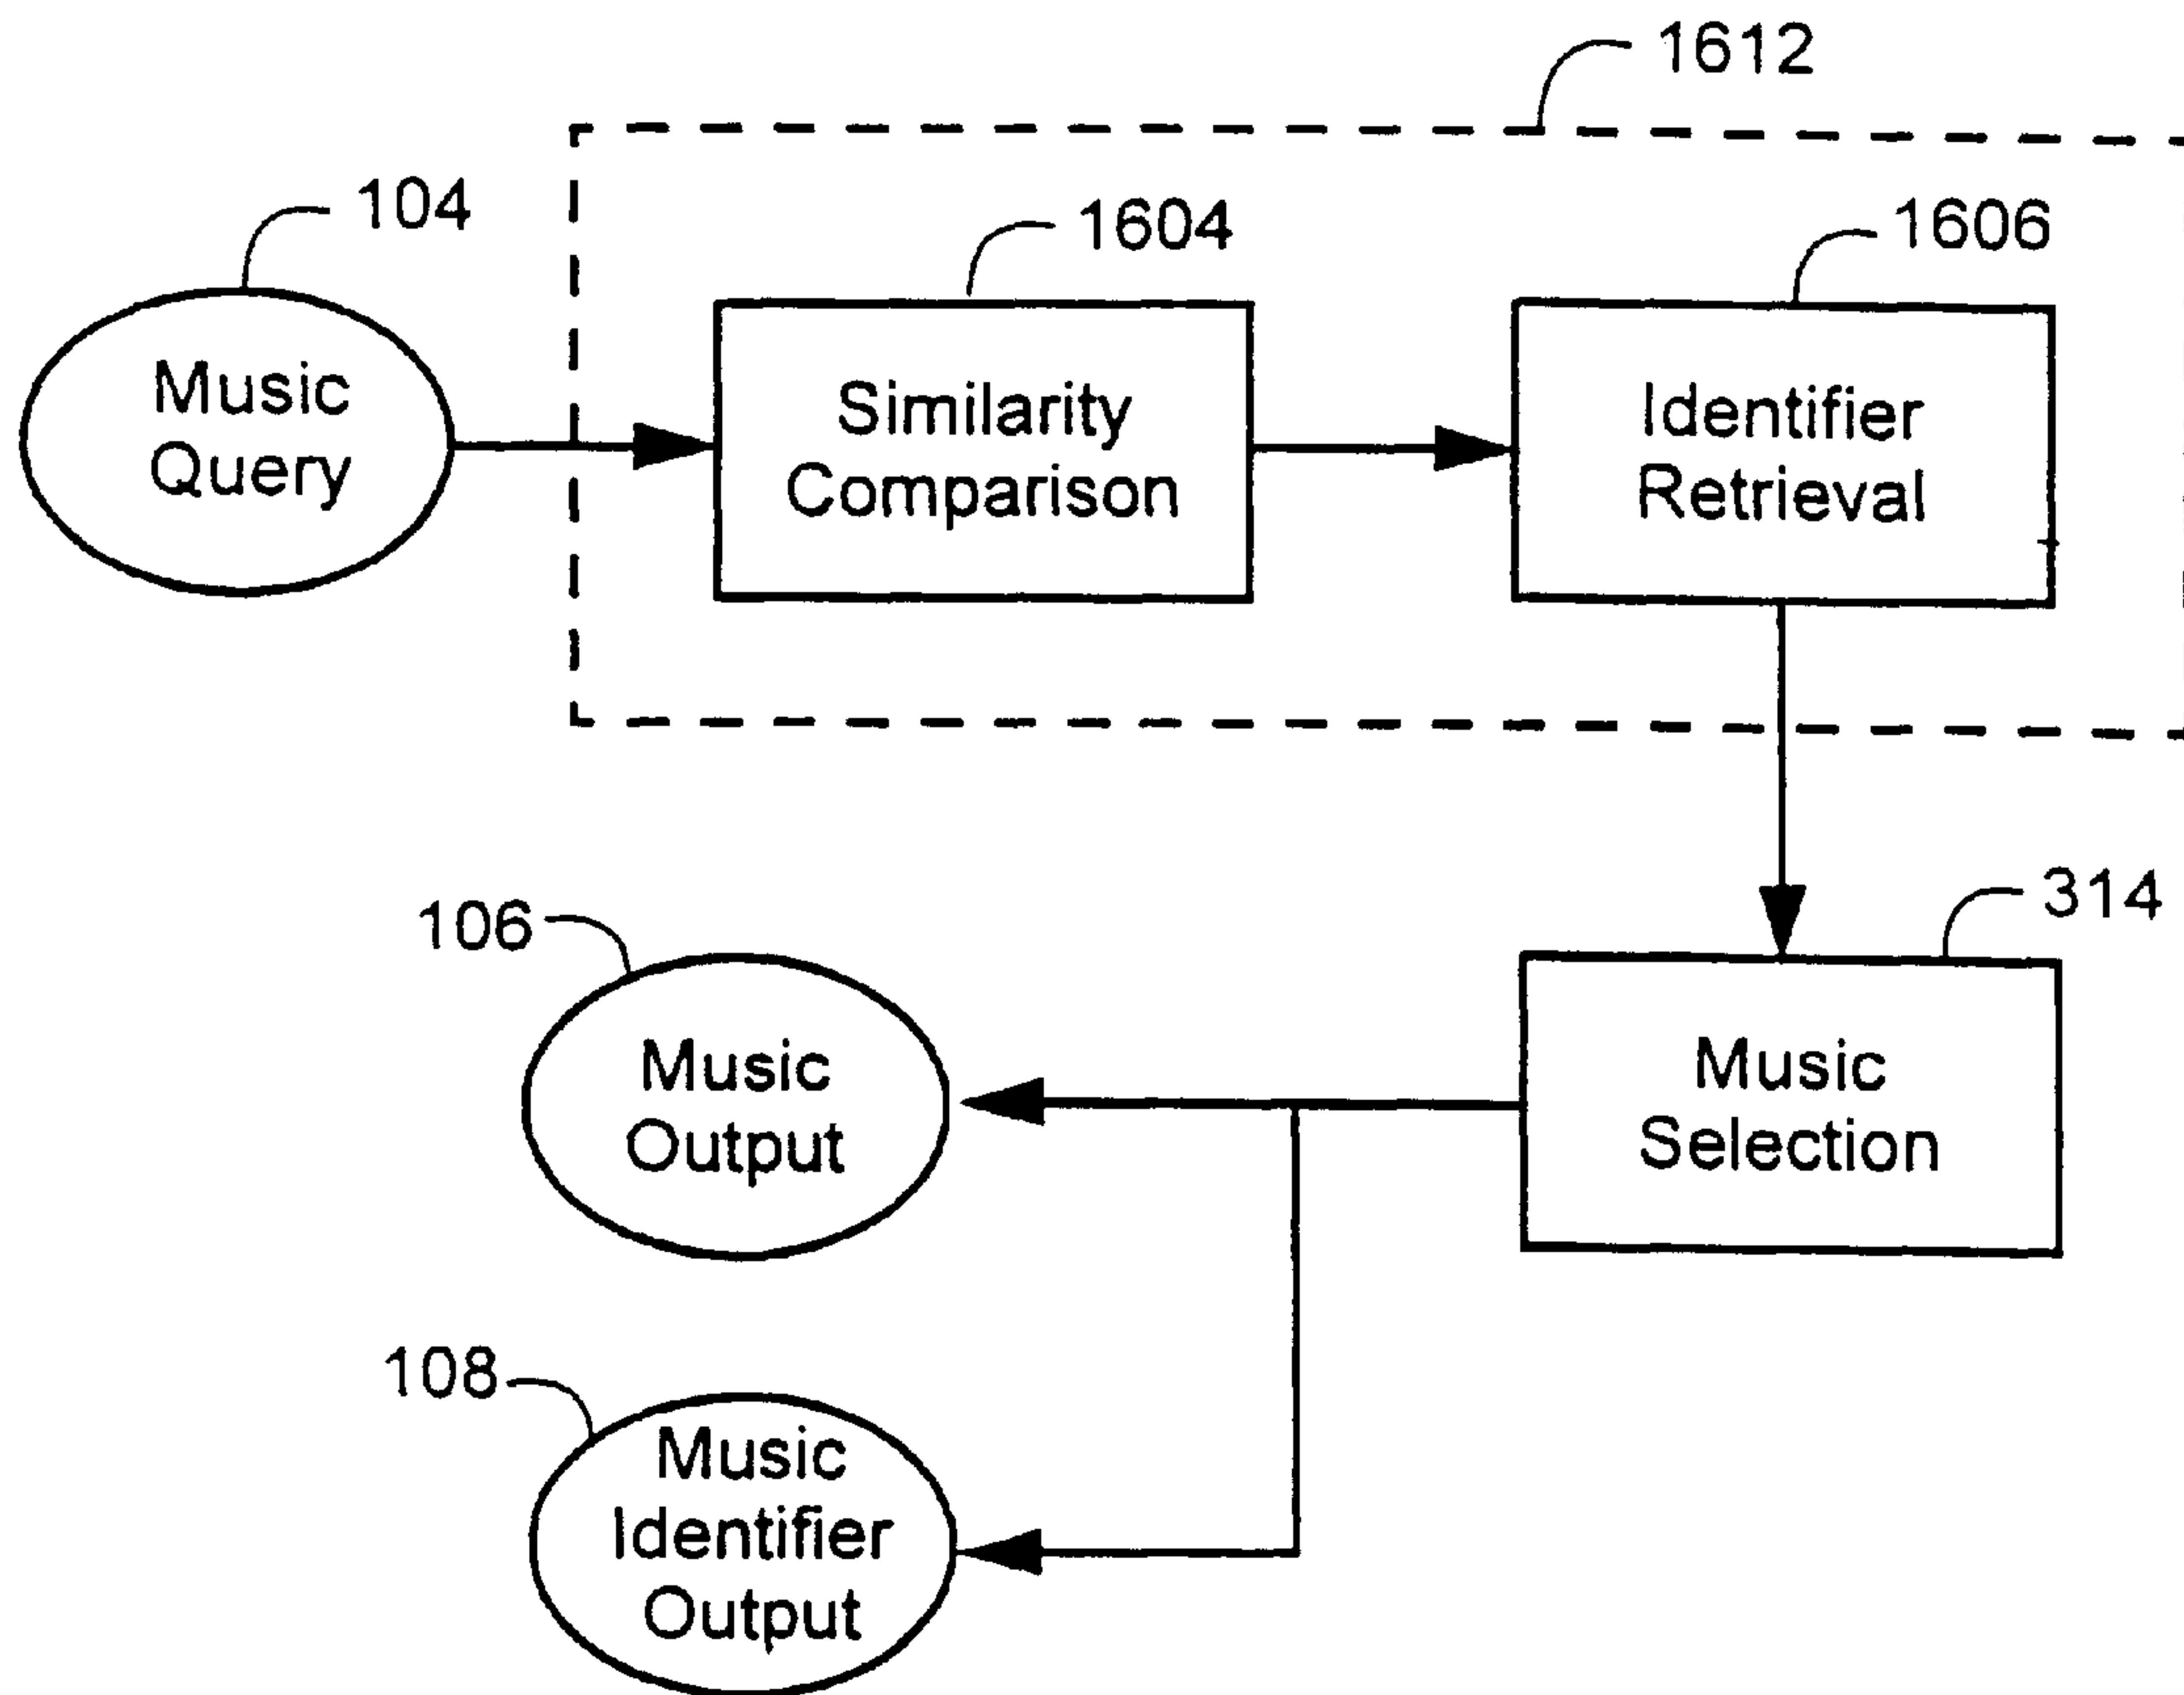 1612
104
1604
1606
Music
Query
Similarity
Comparison
Identifier
Retrieval
314
106
Music
Output
Music
Selection
108
Music
Identifier
Output